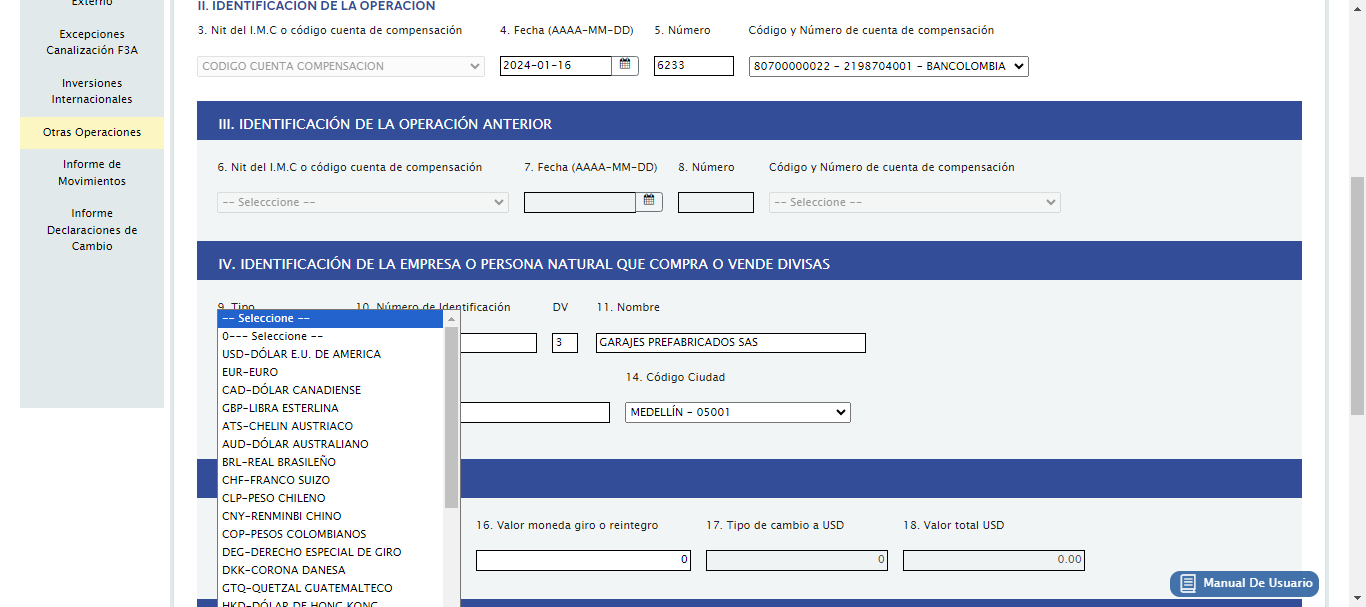 Externo
Excepciones
Canalización F3A
Inversiones
Internacionales
Otras Operaciones
Informe de
Movimientos
Informe
Declaraciones de
Cambio
II. IDENTIFICACIÓN DE LA OPERACIÓN
3. Nit del I.M.C o código cuenta de compensación 4. Fecha (AAAA-MM-DD) 5. Número Código y Número de cuenta de compensación
CODIGO CUENTA COMPENSACION 2024-01-16 6233 80700000022 - 2198704001 - BANCOLOMBIA
III. IDENTIFICACIÓN DE LA OPERACIÓN ANTERIOR
6. Nit del I.M.C o código cuenta de compensación 7. Fecha (AAAA-MM-DD) 8. Número Código y Número de cuenta de compensación
-- Selecccione -- -- Seleccione --
IV. IDENTIFICACIÓN DE LA EMPRESA O PERSONA NATURAL QUE COMPRA O VENDE DIVISAS
9. Tipo 10. Número de Identificación DV 11. Nombre
3 GARAJES PREFABRICADOS SAS
14. Código Ciudad
MEDELLÍN - 05001
-- Seleccione --
0--- Seleccione --
USD-DÓLAR E.U. DE AMERICA
EUR-EURO
CAD-DÓLAR CANADIENSE
GBP-LIBRA ESTERLINA
ATS-CHELIN AUSTRIACO
AUD-DÓLAR AUSTRALIANO
BRL-REAL BRASILEÑO
CHF-FRANCO SUIZO
CLP-PESO CHILENO
CNY-RENMINBI CHINO
COP-PESOS COLOMBIANOS
DEG-DERECHO ESPECIAL DE GIRO
DKK-CORONA DANESA
GTQ-QUETZAL GUATEMALTECO
HKD-DÓLAR DE HONG KONG
16. Valor moneda giro o reintegro 17. Tipo de cambio a USD 18. Valor total USD
0 0 0.00
Manual De Usuario